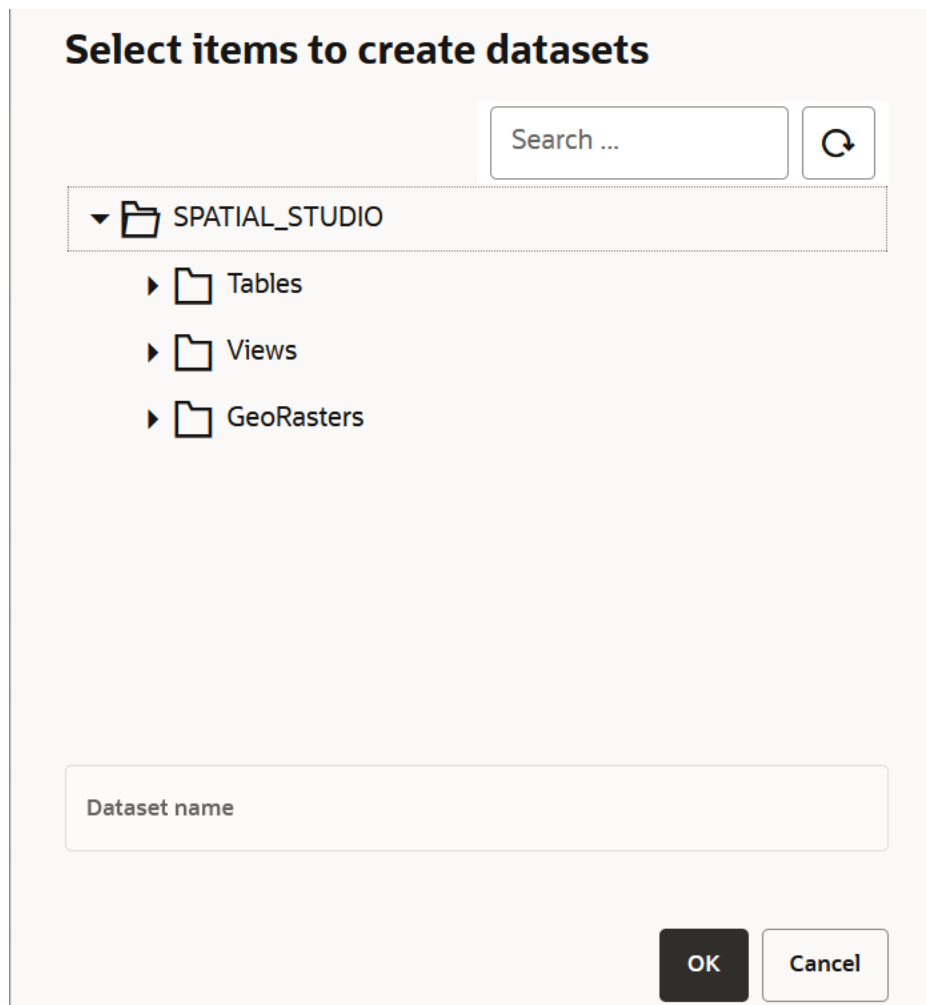 Select items to create datasets
Search ...
SPATIAL_STUDIO
Tables
Views
GeoRasters
Dataset name
OK
Cancel